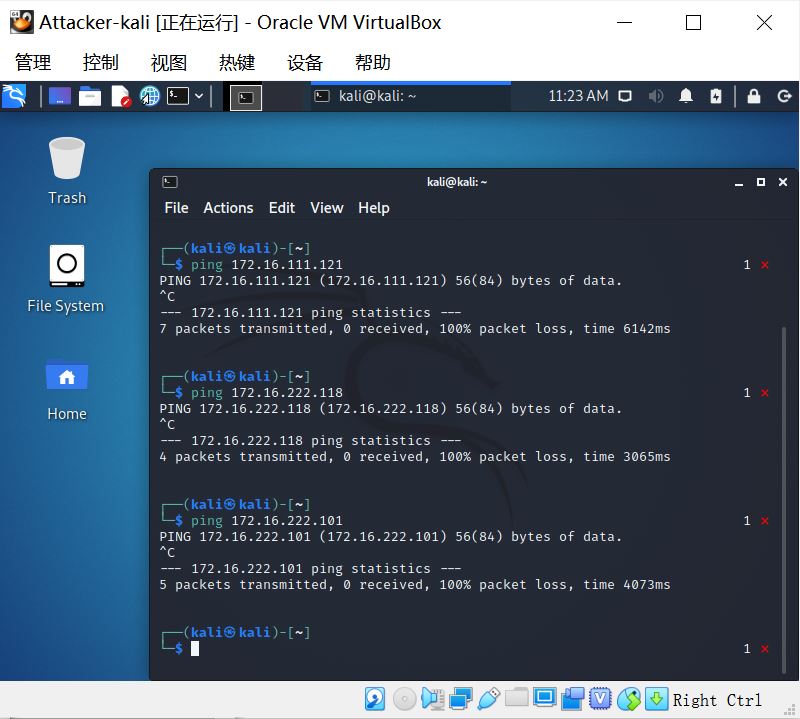 Attacker-kali [正在运行] - Oracle VM VirtualBox
管理 控制 视图 热键 设备 帮助
kali@kali: ~ 11:23 AM
Trash
File System
Home
kali@kali: ~
File Actions Edit View Help
┌──(kali㉿kali)-[~]
└─$ ping 172.16.111.121 1 ⨯
PING 172.16.111.121 (172.16.111.121) 56(84) bytes of data.
^C
--- 172.16.111.121 ping statistics ---
7 packets transmitted, 0 received, 100% packet loss, time 6142ms
┌──(kali㉿kali)-[~]
└─$ ping 172.16.222.118 1 ⨯
PING 172.16.222.118 (172.16.222.118) 56(84) bytes of data.
^C
--- 172.16.222.118 ping statistics ---
4 packets transmitted, 0 received, 100% packet loss, time 3065ms
┌──(kali㉿kali)-[~]
└─$ ping 172.16.222.101 1 ⨯
PING 172.16.222.101 (172.16.222.101) 56(84) bytes of data.
^C
--- 172.16.222.101 ping statistics ---
5 packets transmitted, 0 received, 100% packet loss, time 4073ms
┌──(kali㉿kali)-[~]
└─$ 1 ⨯
Right Ctrl